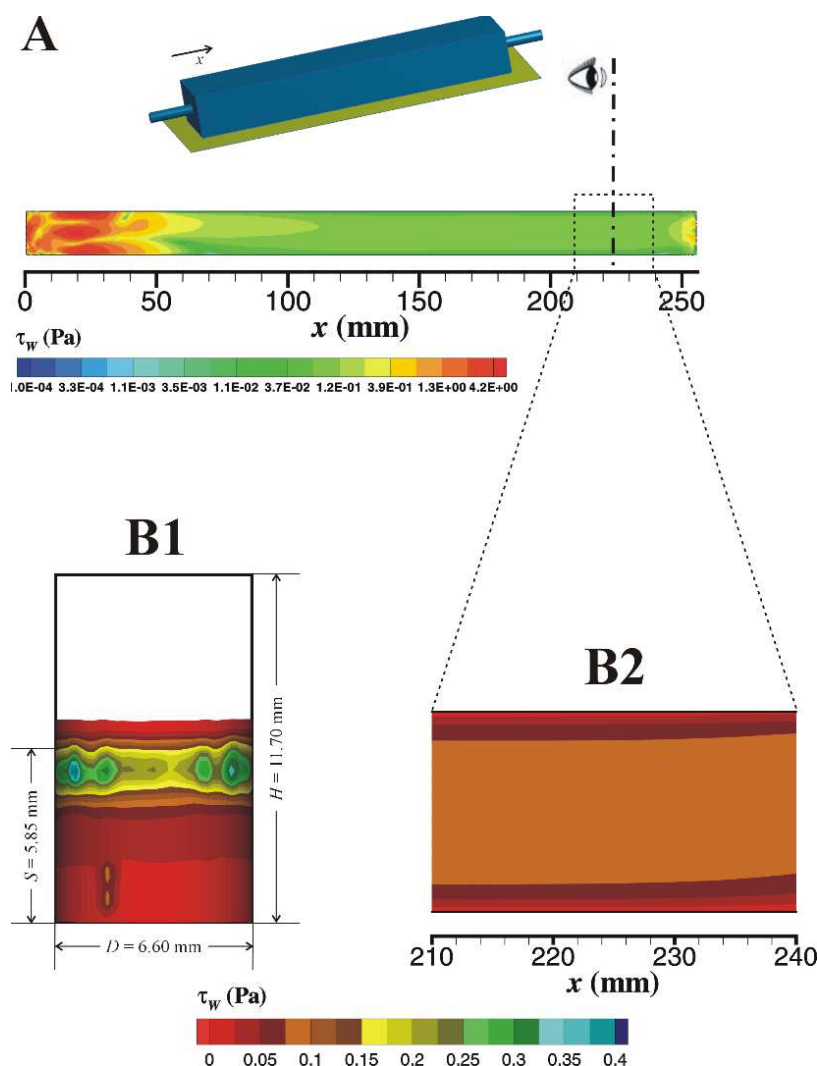 A
x
0 50 100 150 200 250
x (mm)
τW (Pa)
1.0E-04 3.3E-04 1.1E-03 3.5E-03 1.1E-02 3.7E-02 1.2E-01 3.9E-01 1.3E+00 4.2E+00
B1
B2
S = 5.85 mm
H = 11.70 mm
D = 6.60 mm
210 220 230 240
x (mm)
τW (Pa)
0 0.05 0.1 0.15 0.2 0.25 0.3 0.35 0.4